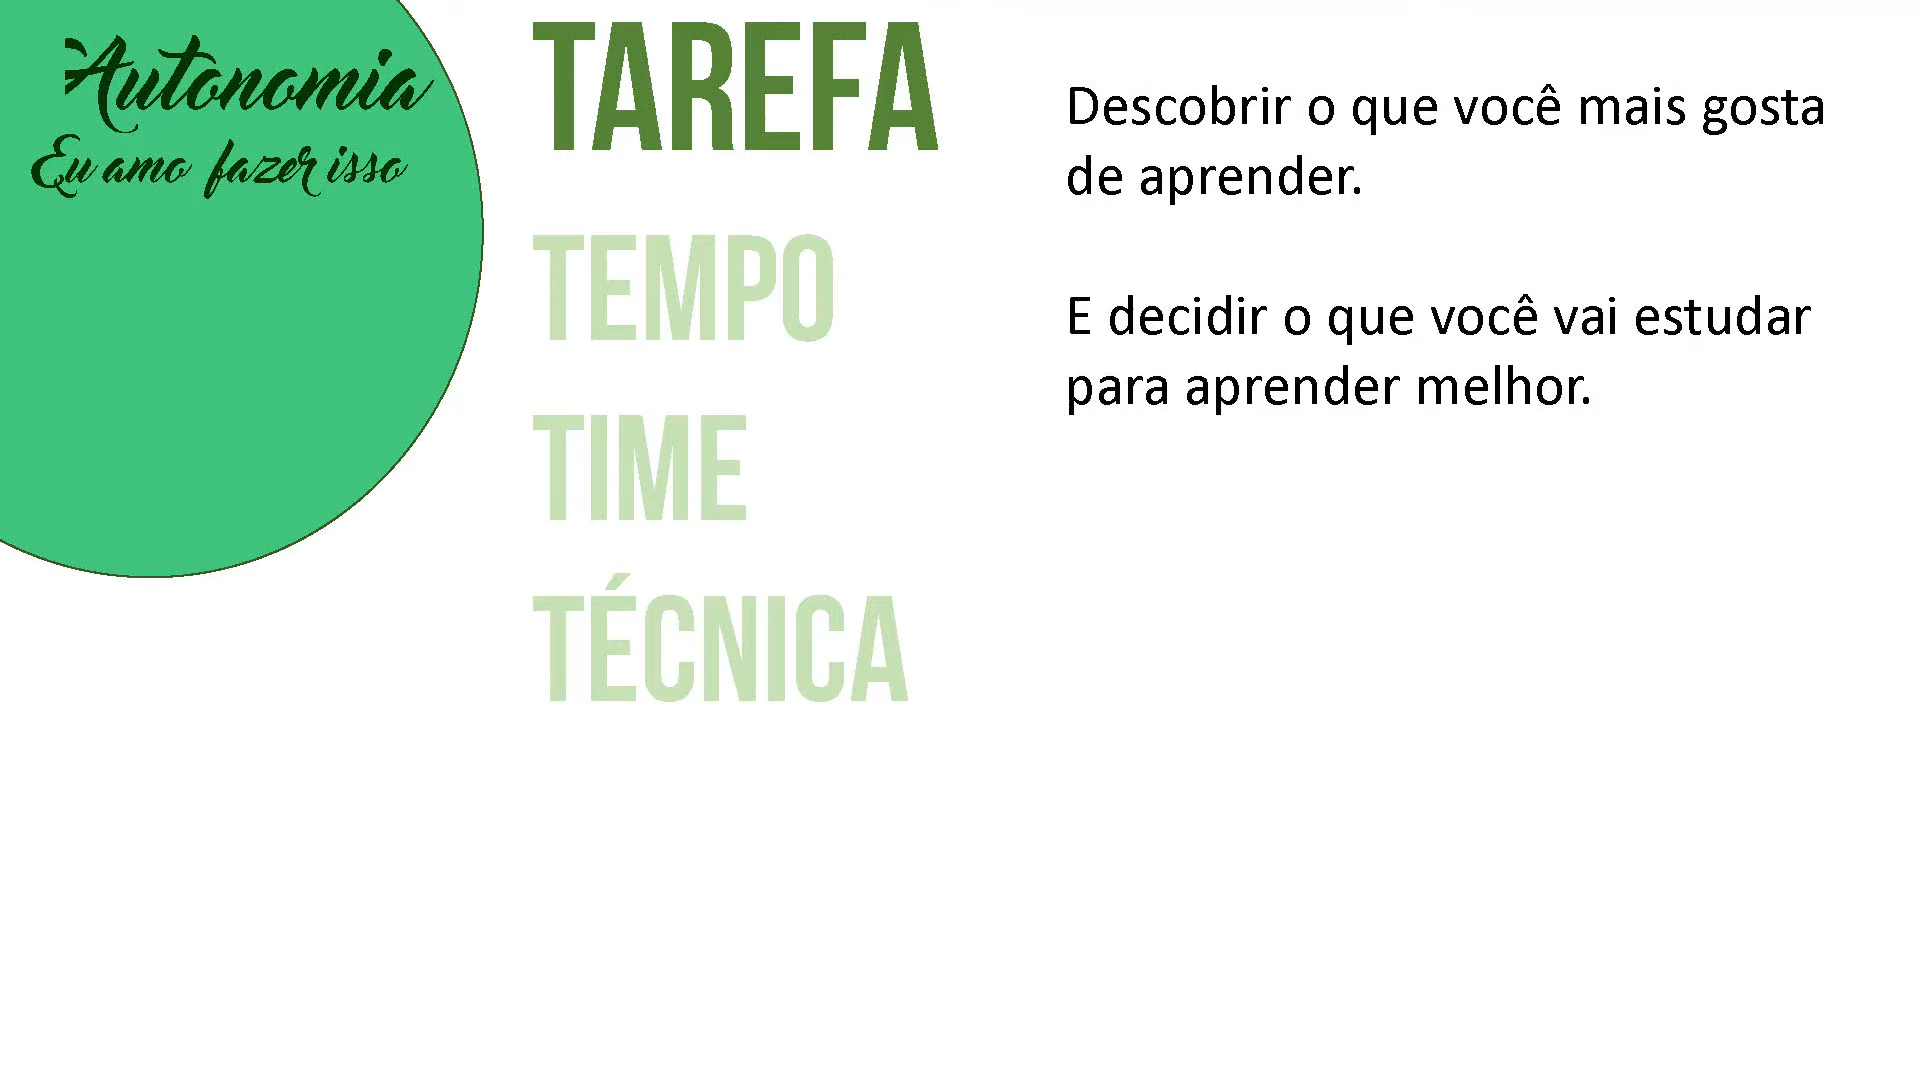 Autonomia
Eu amo fazer isso
TAREFA
TEMPO
TIME
TÉCNICA
Descobrir o que você mais gosta
de aprender.
E decidir o que você vai estudar
para aprender melhor.